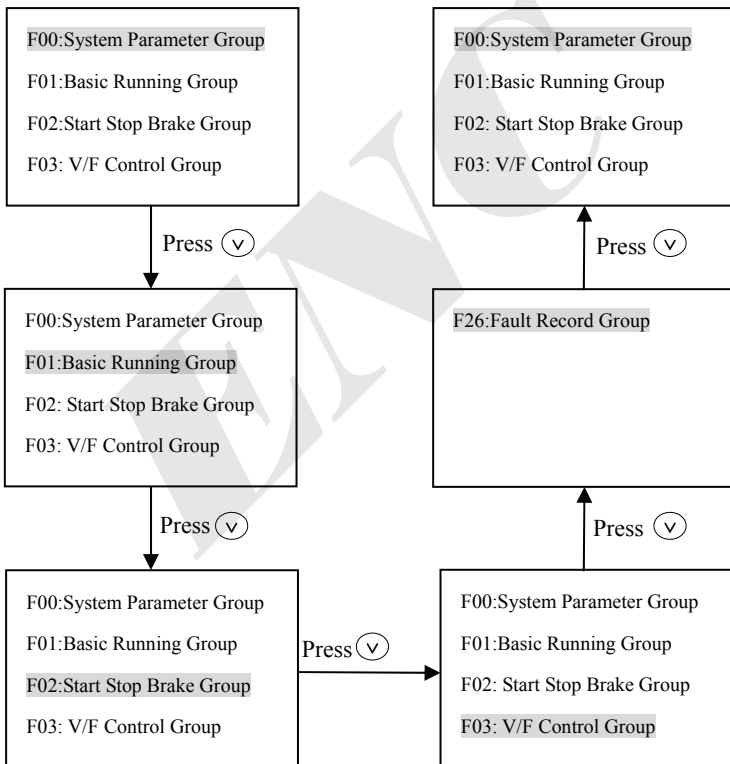 F00:System Parameter Group
F01:Basic Running Group
F02:Start Stop Brake Group
F03: V/F Control Group
Press
F00:System Parameter Group
F01:Basic Running Group
F02: Start Stop Brake Group
F03: V/F Control Group
Press
F00:System Parameter Group
F01:Basic Running Group
F02:Start Stop Brake Group
F03: V/F Control Group
Press
F00:System Parameter Group
F01:Basic Running Group
F02: Start Stop Brake Group
F03: V/F Control Group
Press
F26:Fault Record Group
Press
F00:System Parameter Group
F01:Basic Running Group
F02: Start Stop Brake Group
F03: V/F Control Group
ENC